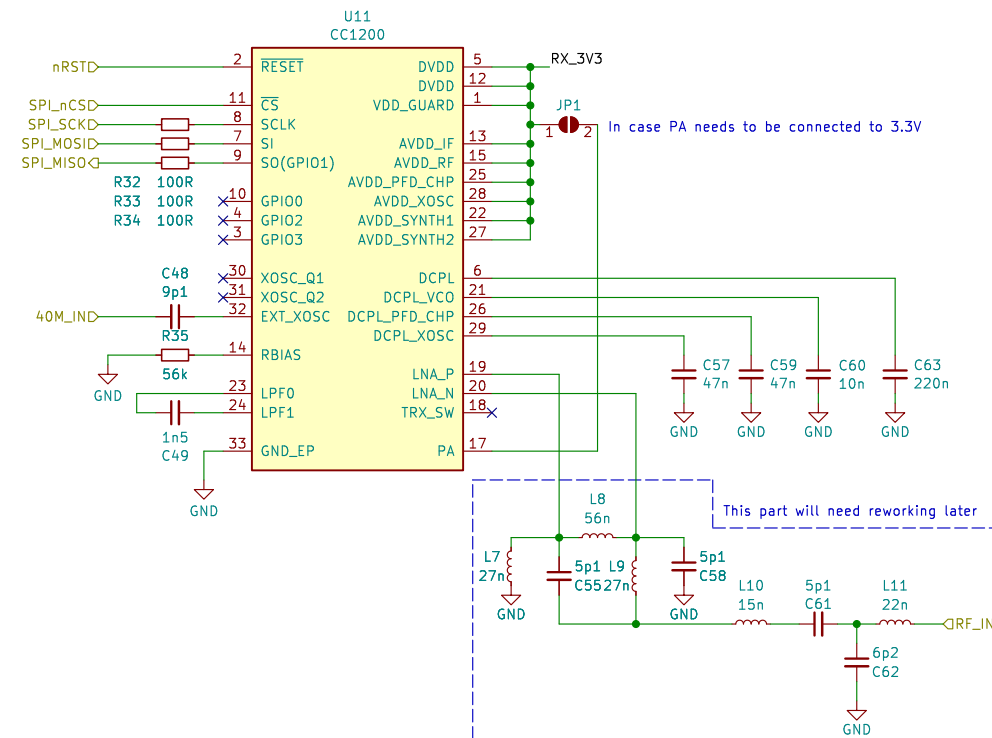 U11
CC1200
nRST
2
RESET
DVDD
5
RX_3V3
DVDD
12
SPI_nCS
11
CS
VDD_GUARD
1
JP1
SPI_SCK
8
SCLK
1
2
In case PA needs to be connected to 3.3V
SPI_MOSI
7
SI
AVDD_IF
13
SPI_MISO
9
SO(GPIO1)
AVDD_RF
15
R32 100R
AVDD_PFD_CHP
25
R33 100R
10
GPIO0
AVDD_XOSC
28
R34 100R
4
GPIO2
AVDD_SYNTH1
22
3
GPIO3
AVDD_SYNTH2
27
C48
9p1
30
XOSC_Q1
DCPL
6
31
XOSC_Q2
DCPL_VCO
21
40M_IN
32
EXT_XOSC
DCPL_PFD_CHP
26
R35
DCPL_XOSC
29
56k
14
RBIAS
GND
LNA_P
19
C57
47n
C59
47n
C60
10n
C63
220n
23
LPF0
LNA_N
20
24
LPF1
TRX_SW
18
GND
GND
GND
GND
1n5
C49
33
GND_EP
PA
17
GND
L8
56n
This part will need reworking later
L7
27n
5p1
C55
L9
27n
5p1
C58
GND
GND
L10
15n
5p1
C61
L11
22n
RF_IN
6p2
C62
GND